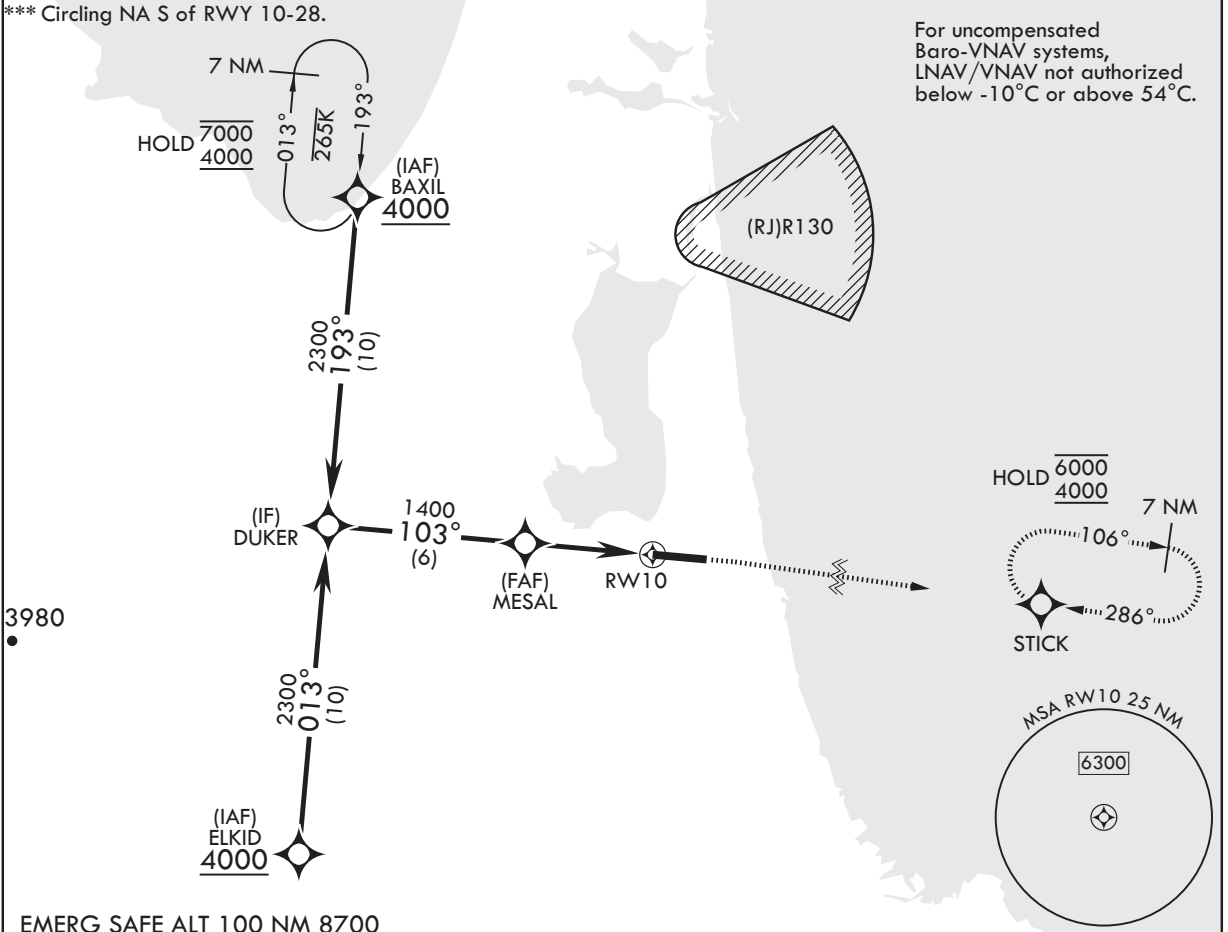 *** Circling NA S of RWY 10-28.
For uncompensated
Baro-VNAV systems,
LNAV/VNAV not authorized
below -10°C or above 54°C.
7 NM
HOLD 7000
4000
013°
265K
193°
(IAF)
BAXIL
4000
(RJ)R130
2300
193°
(10)
HOLD 6000
4000
7 NM
106°
286°
STICK
(IF)
DUKER
1400
103°
(6)
(FAF)
MESAL
RW10
3980
2300
013°
(10)
MSA RW10 25 NM
6300
(IAF)
ELKID
4000
EMERG SAFE ALT 100 NM 8700